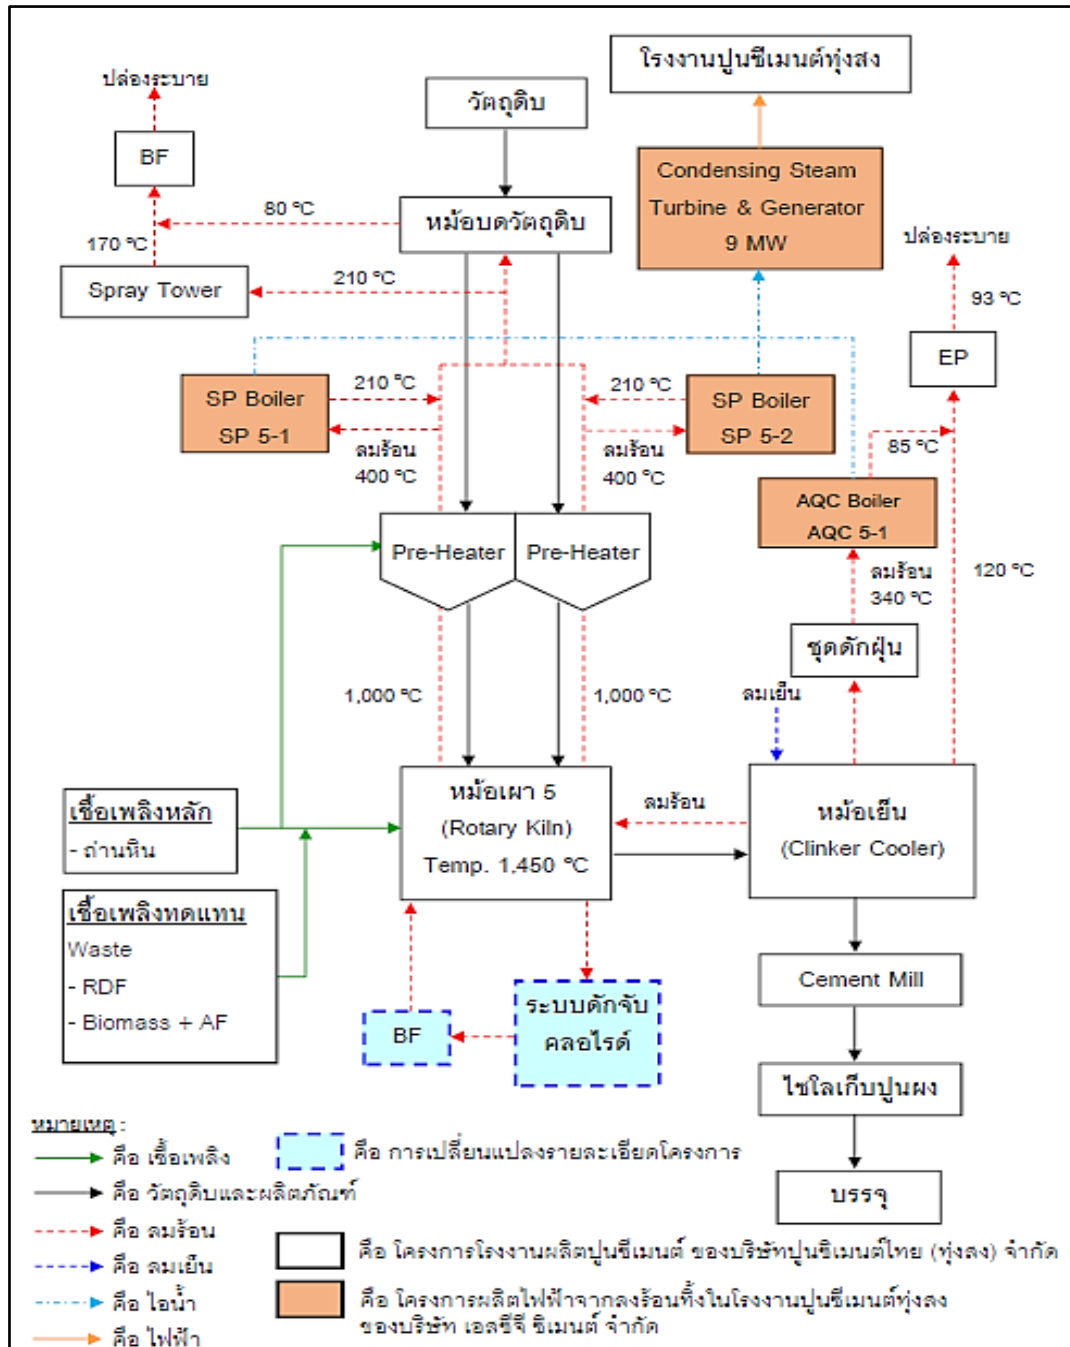 โรงงานปูนซีเมนต์ทุ่งสง
ปล่องระบาย
วัตถุดิบ
BF
Condensing Steam
Turbine & Generator
9 MW
80 °C
หม้อบดวัตถุดิบ
170 °C
ปล่องระบาย
Spray Tower
210 °C
93 °C
EP
SP Boiler
SP 5-1
210 °C
210 °C
SP Boiler
SP 5-2
ลมร้อน
400 °C
ลมร้อน
400 °C
85 °C
AQC Boiler
AQC 5-1
Pre-Heater
Pre-Heater
ลมร้อน
340 °C
120 °C
ชุดดักฝุ่น
1,000 °C
1,000 °C
ลมเย็น
เชื้อเพลิงหลัก
- ถ่านหิน
หม้อเผา 5
(Rotary Kiln)
Temp. 1,450 °C
ลมร้อน
หม้อเย็น
(Clinker Cooler)
เชื้อเพลิงทดแทน
Waste
- RDF
- Biomass + AF
BF
ระบบดักจับ
คลอไรด์
Cement Mill
ไซโลเก็บปูนผง
บรรจุ
หมายเหตุ :
คือ เชื้อเพลิง
คือ การเปลี่ยนแปลงรายละเอียดโครงการ
คือ วัตถุดิบและผลิตภัณฑ์
คือ ลมร้อน
คือ โครงการโรงงานผลิตปูนซีเมนต์ ของบริษัทปูนซิเมนต์ไทย (ทุ่งสง) จำกัด
คือ ลมเย็น
คือ ไอน้ำ
คือ โครงการผลิตไฟฟ้าจากลงร้อนทิ้งในโรงงานปูนซีเมนต์ทุ่งสง
ของบริษัท เอสซีจี ซิเมนต์ จำกัด
คือ ไฟฟ้า